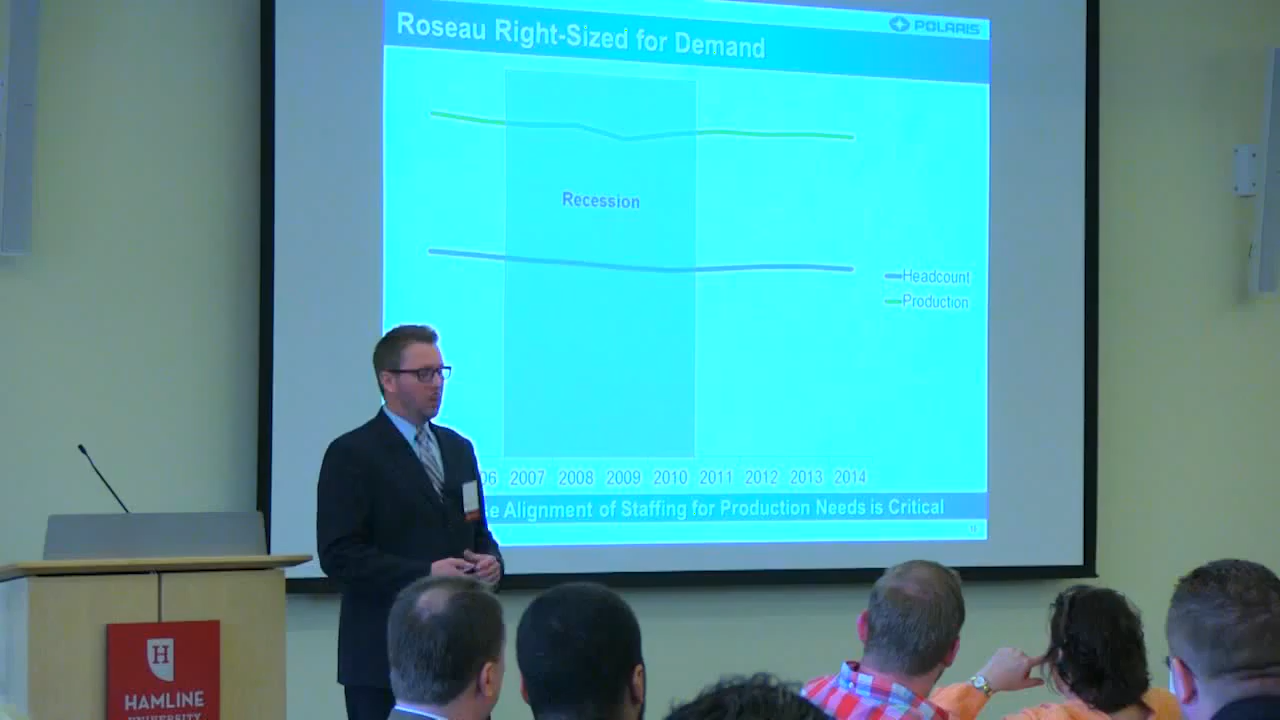 Roseau Right-Sized for Demand
POLARIS
Recession
Headcount
Production
06 2007 2008 2009 2010 2011 2012 2013 2014
Alignment of Staffing for Production Needs is Critical
H
HAMLINE
UNIVERSITY